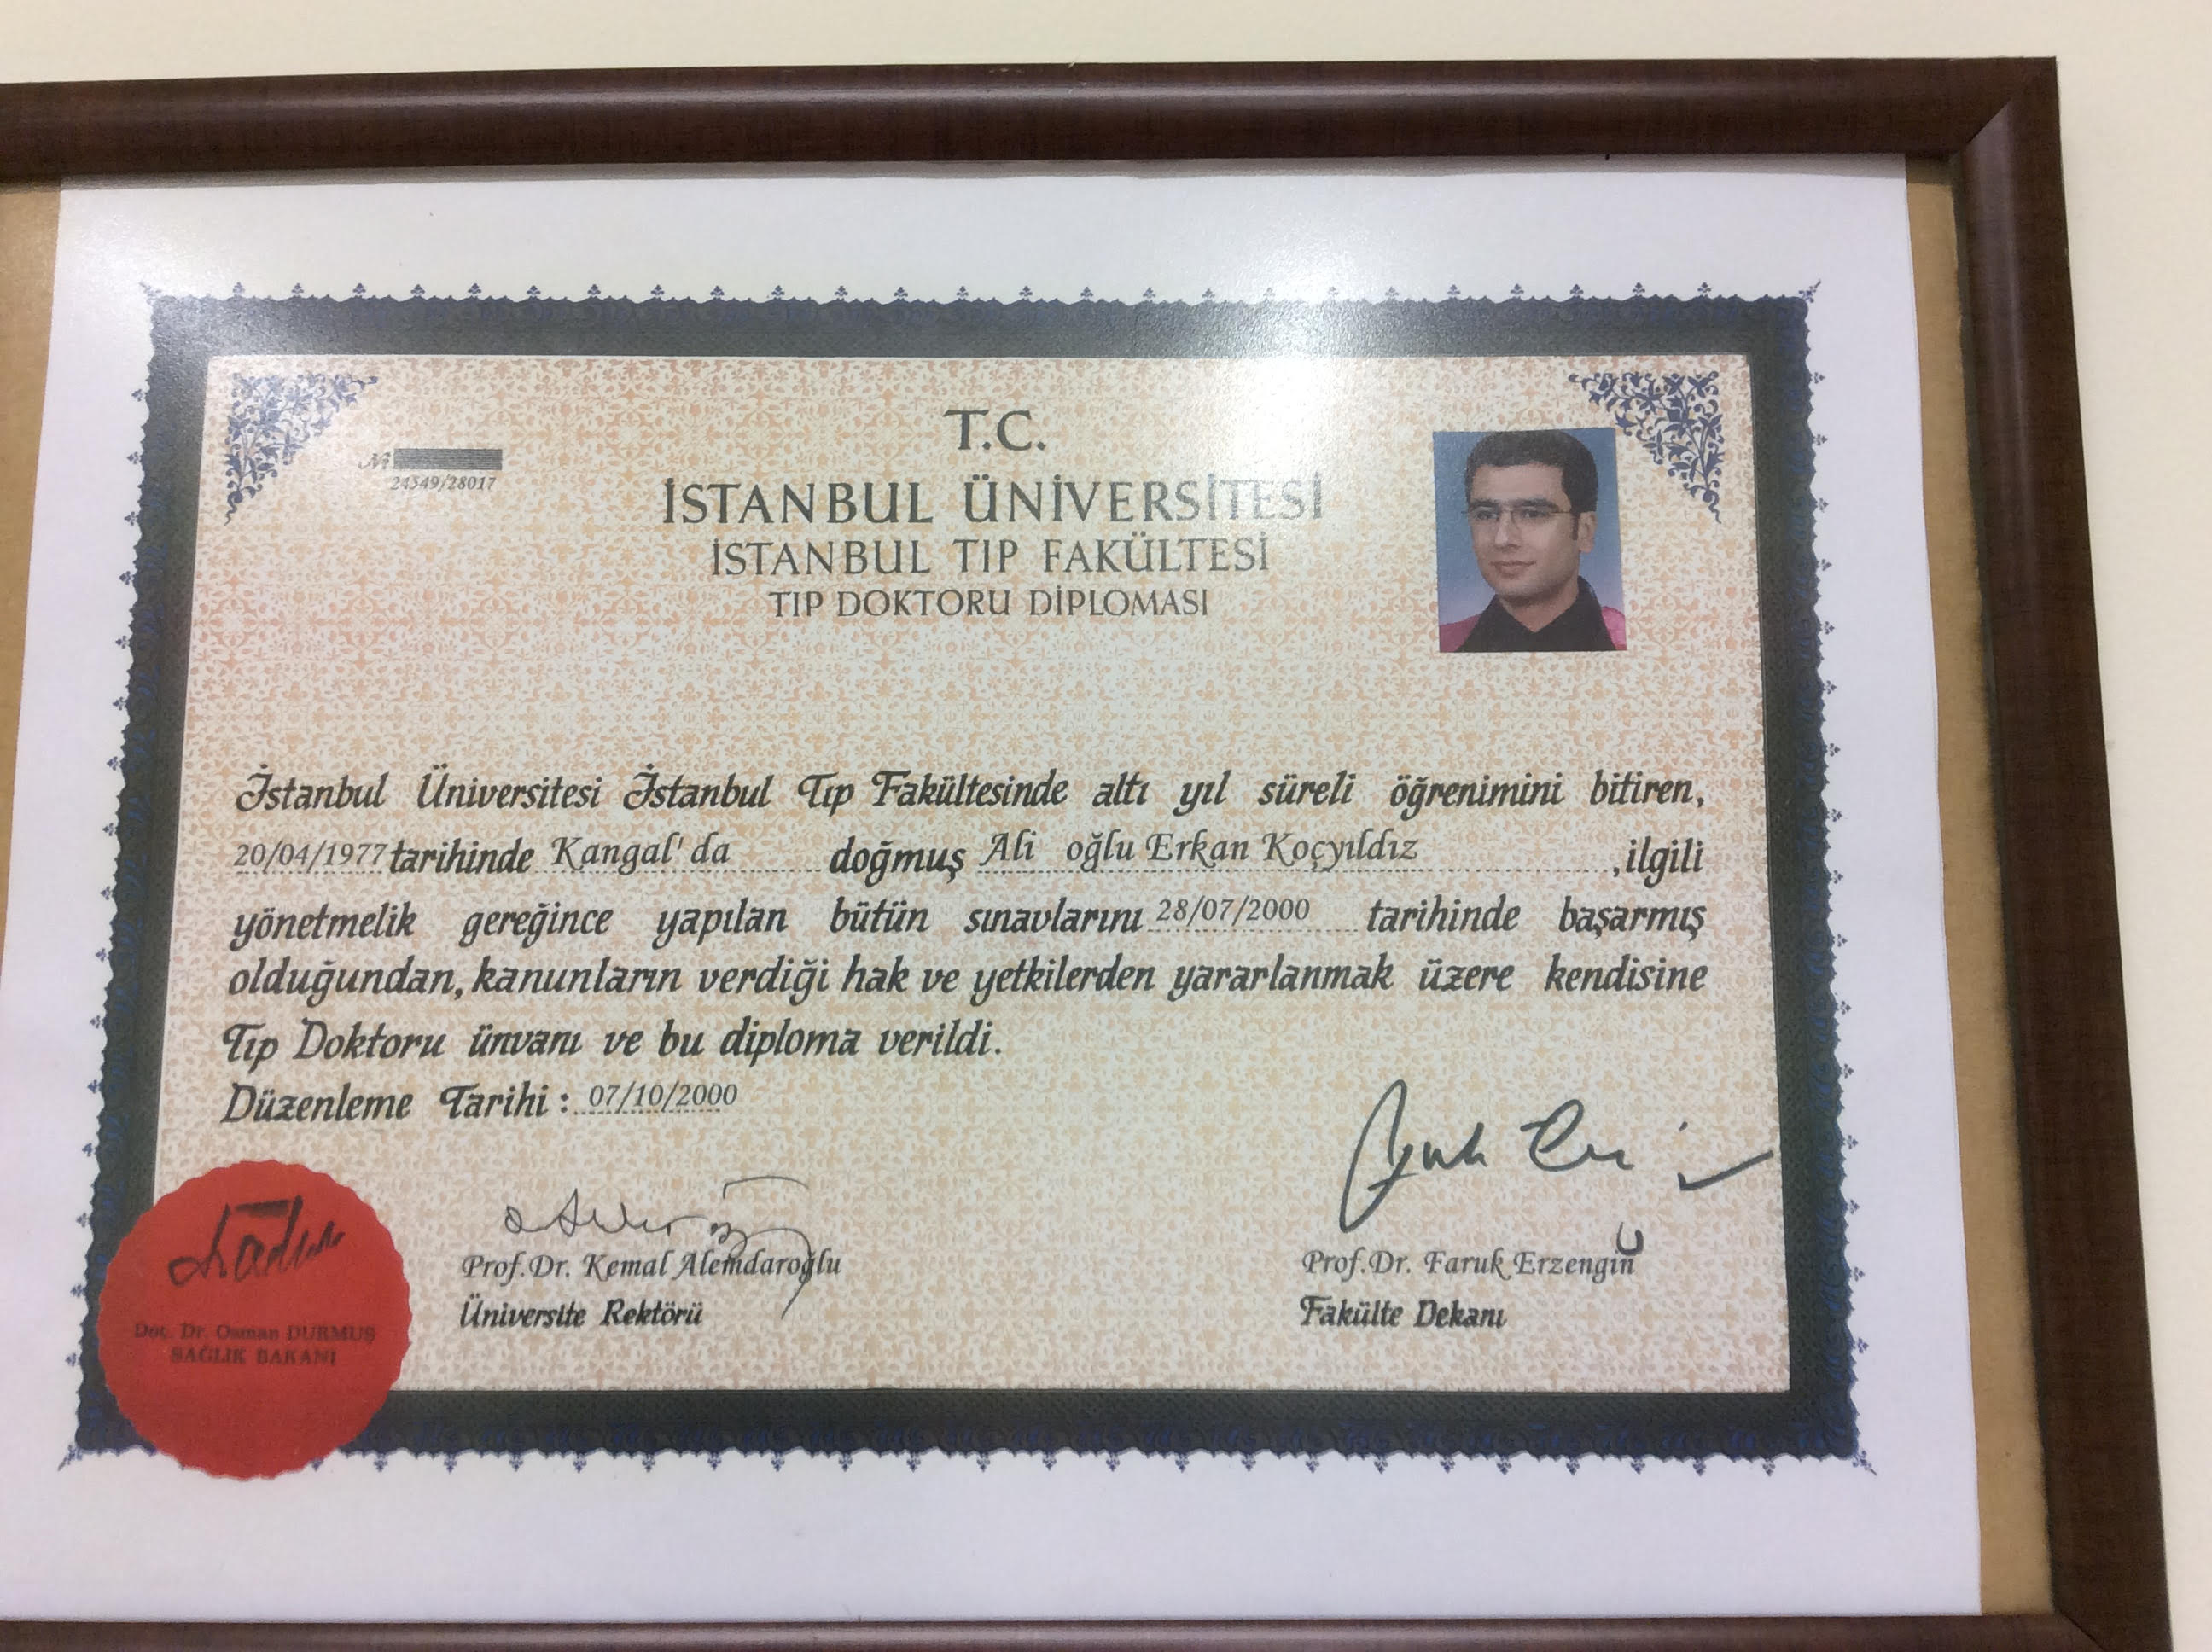 T.C.
24549/28017
İSTANBUL ÜNİVERSİTESİ
İSTANBUL TIP FAKÜLTESİ
TIP DOKTORU DİPLOMASI
İstanbul Üniversitesi İstanbul Tıp Fakültesinde altı yıl süreli öğrenimini bitiren,
20/04/1977 tarihinde Kangal'da doğmuş Ali oğlu Erkan Koçyıldız ,ilgili
yönetmelik gereğince yapılan bütün sınavlarını 28/07/2000 tarihinde başarmış
olduğundan, kanunların verdiği hak ve yetkilerden yararlanmak üzere kendisine
Tıp Doktoru ünvanı ve bu diploma verildi.
Düzenleme Tarihi : 07/10/2000
Prof.Dr. Kemal Alemdaroğlu
Üniversite Rektörü
Prof.Dr. Faruk Erzengin
Fakülte Dekanı
Doç. Dr. Osman DURMUŞ
SAĞLIK BAKANI